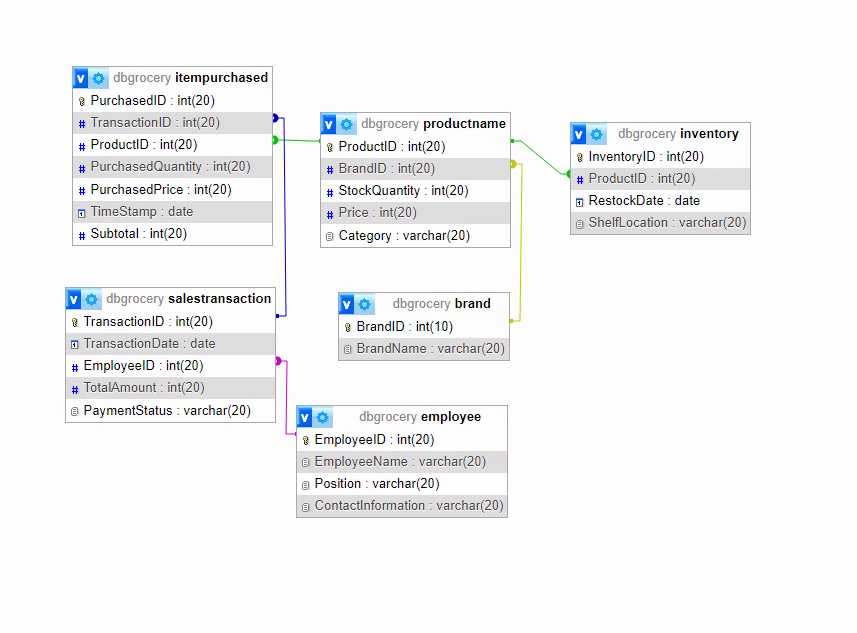 dbgrocery itempurchased
PurchasedID : int(20)
TransactionID : int(20)
ProductID : int(20)
PurchasedQuantity : int(20)
PurchasedPrice : int(20)
TimeStamp : date
Subtotal : int(20)
dbgrocery productname
ProductID : int(20)
BrandID : int(20)
StockQuantity : int(20)
Price : int(20)
Category : varchar(20)
dbgrocery inventory
InventoryID : int(20)
ProductID : int(20)
RestockDate : date
ShelfLocation : varchar(20)
dbgrocery salestransaction
TransactionID : int(20)
TransactionDate : date
EmployeeID : int(20)
TotalAmount : int(20)
PaymentStatus : varchar(20)
dbgrocery brand
BrandID : int(10)
BrandName : varchar(20)
dbgrocery employee
EmployeeID : int(20)
EmployeeName : varchar(20)
Position : varchar(20)
ContactInformation : varchar(20)